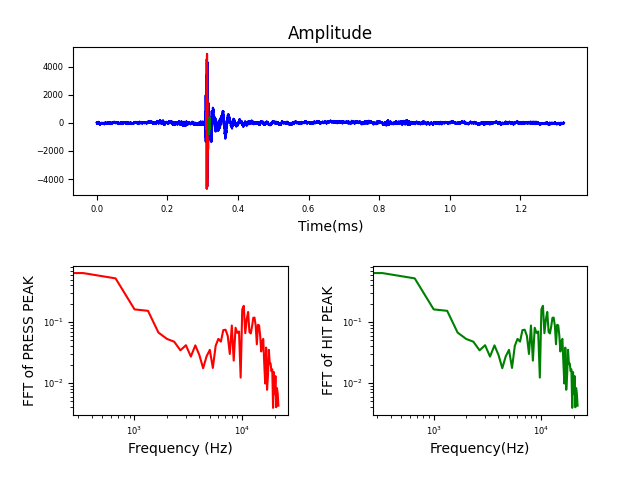 Amplitude
4000
2000
0
−2000
−4000
0.0 0.2 0.4 0.6 0.8 1.0 1.2
Time(ms)
FFT of PRESS PEAK
10⁻¹
10⁻²
10³ 10⁴
Frequency (Hz)
FFT of HIT PEAK
10⁻¹
10⁻²
10³ 10⁴
Frequency(Hz)